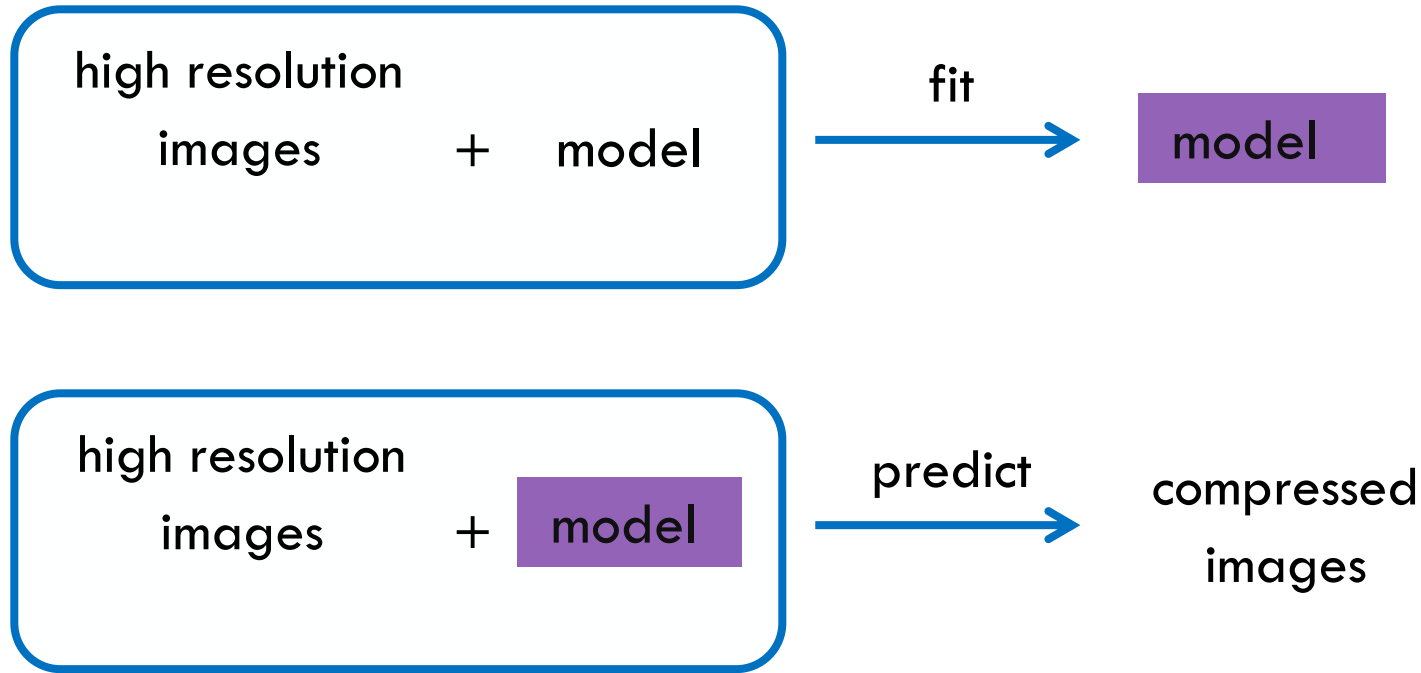 high resolution
images + model
fit
model
high resolution
images + model
predict
compressed
images